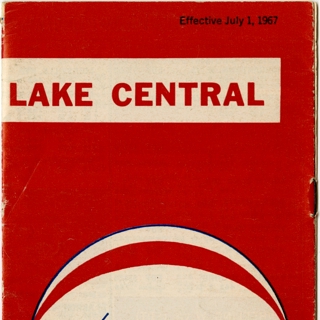 Effective July 1, 1967
LAKE CENTRAL